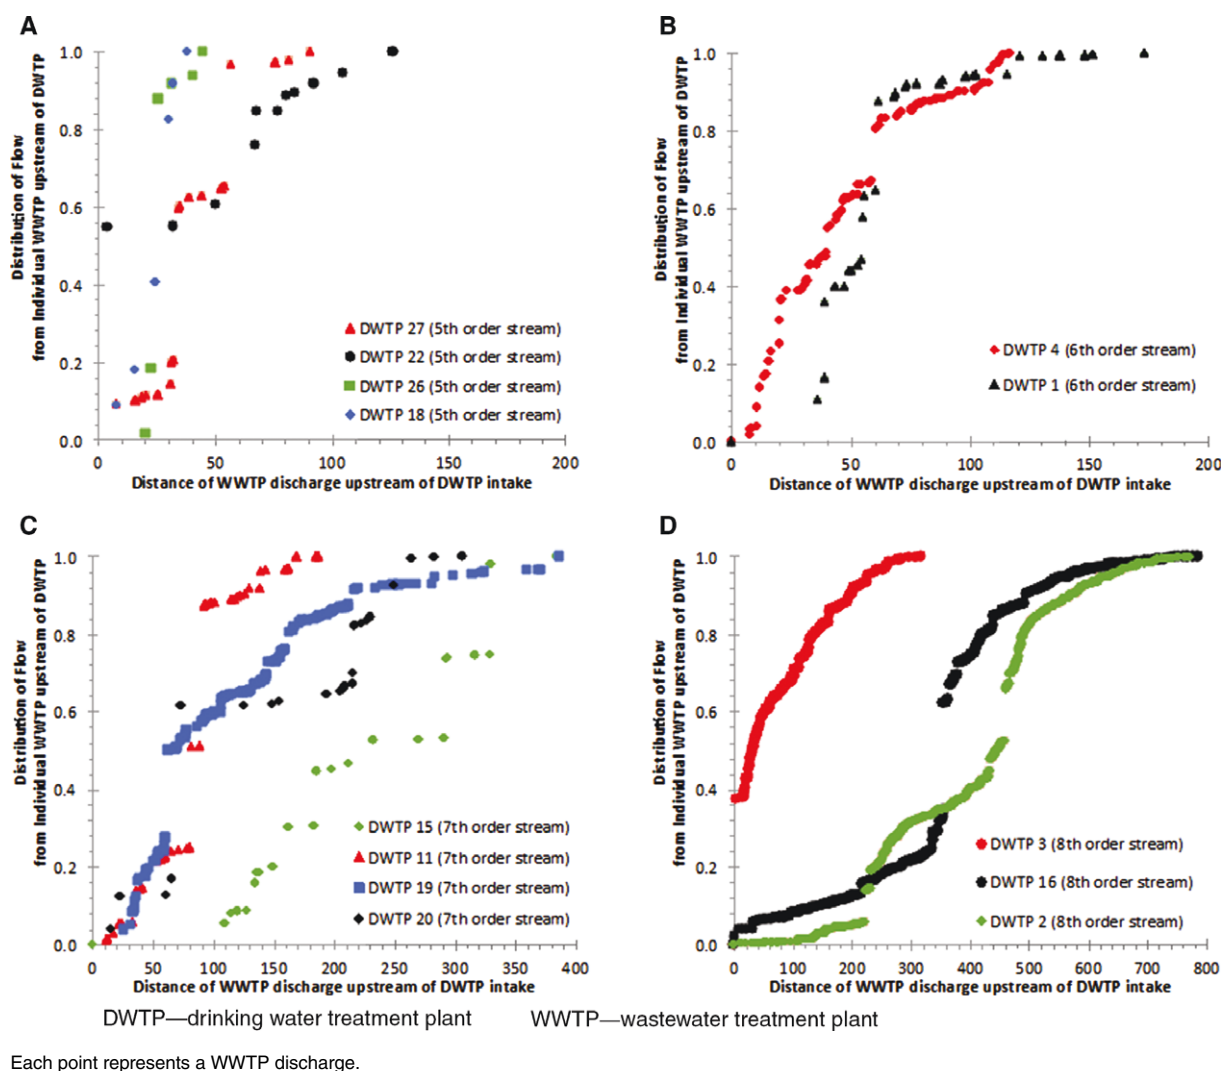 A
Distribution of Flow
from Individual WWTP upstream of DWTP
1.0
0.8
0.6
0.4
0.2
0.0
DWTP 27 (5th order stream)
DWTP 22 (5th order stream)
DWTP 26 (5th order stream)
DWTP 18 (5th order stream)
0 50 100 150 200
Distance of WWTP discharge upstream of DWTP intake
B
Distribution of Flow
from Individual WWTP upstream of DWTP
1.0
0.8
0.6
0.4
0.2
0.0
DWTP 4 (6th order stream)
DWTP 1 (6th order stream)
0 50 100 150 200
Distance of WWTP discharge upstream of DWTP intake
C
Distribution of Flow
from Individual WWTP upstream of DWTP
1.0
0.8
0.6
0.4
0.2
0.0
DWTP 15 (7th order stream)
DWTP 11 (7th order stream)
DWTP 19 (7th order stream)
DWTP 20 (7th order stream)
0 50 100 150 200 250 300 350 400
Distance of WWTP discharge upstream of DWTP intake
D
Distribution of Flow
from Individual WWTP upstream of DWTP
1.0
0.8
0.6
0.4
0.2
0.0
DWTP 3 (8th order stream)
DWTP 16 (8th order stream)
DWTP 2 (8th order stream)
0 100 200 300 400 500 600 700 800
Distance of WWTP discharge upstream of DWTP intake
DWTP—drinking water treatment plant WWTP—wastewater treatment plant
Each point represents a WWTP discharge.